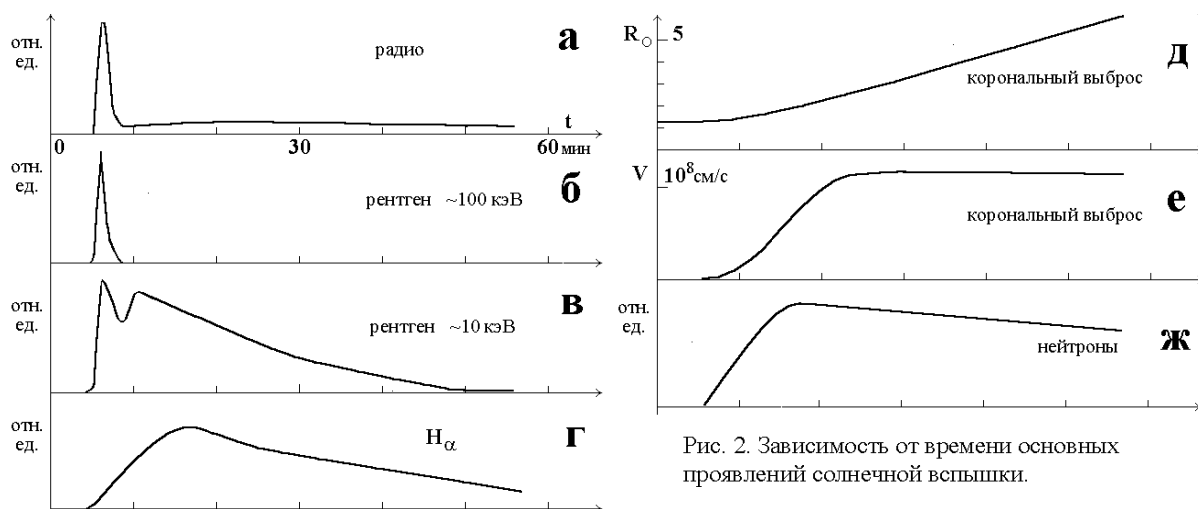 отн.
ед.
а
радио
t
0
30
60 мин
отн.
ед.
б
рентген ~100 кэВ
отн.
ед.
в
рентген ~10 кэВ
отн.
ед.
г
Hα
R○
5
д
корональный выброс
V
10⁸см/с
е
корональный выброс
отн.
ед.
ж
нейтроны
Рис. 2. Зависимость от времени основных
проявлений солнечной вспышки.